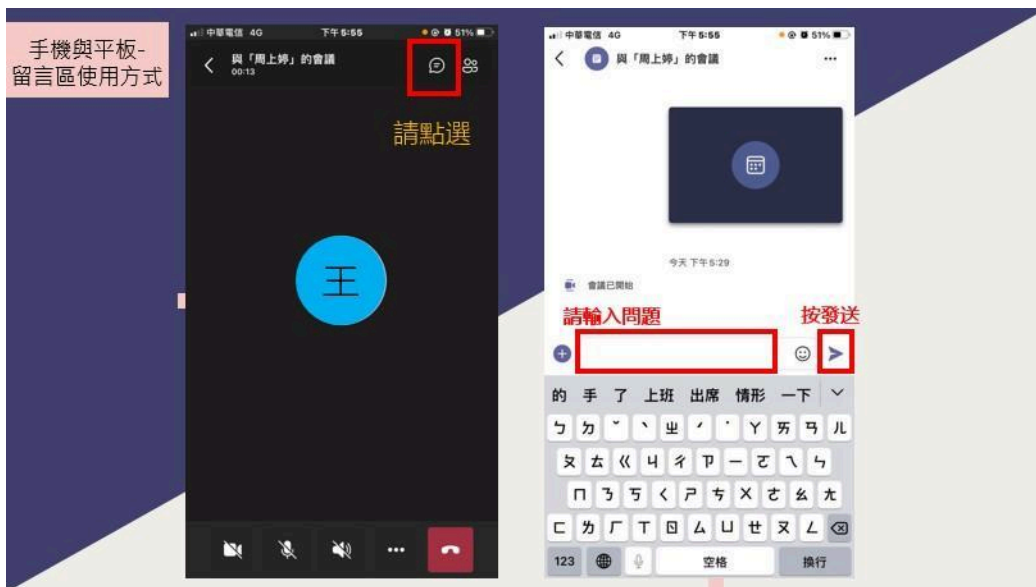 手機與平板-
留言區使用方式
中華電信 4G 下午5:55 51%
與「周上婷」的會議
00:13
請點選
王
中華電信 4G 下午5:55 51%
與「周上婷」的會議
今天 下午5:29
會議已開始
請輸入問題 按發送
的 手 了 上班 出席 情形 一下
ㄅ ㄉ ˇ ˋ ㄓ ˊ ˙ ㄚ ㄞ ㄢ ㄦ
ㄆ ㄊ ㄍ ㄐ ㄔ ㄗ ㄧ ㄛ ㄟ ㄣ
ㄇ ㄋ ㄎ ㄑ ㄕ ㄘ ㄨ ㄜ ㄠ ㄤ
ㄈ ㄌ ㄏ ㄒ ㄖ ㄙ ㄩ ㄝ ㄡ ㄥ
123 空格 換行